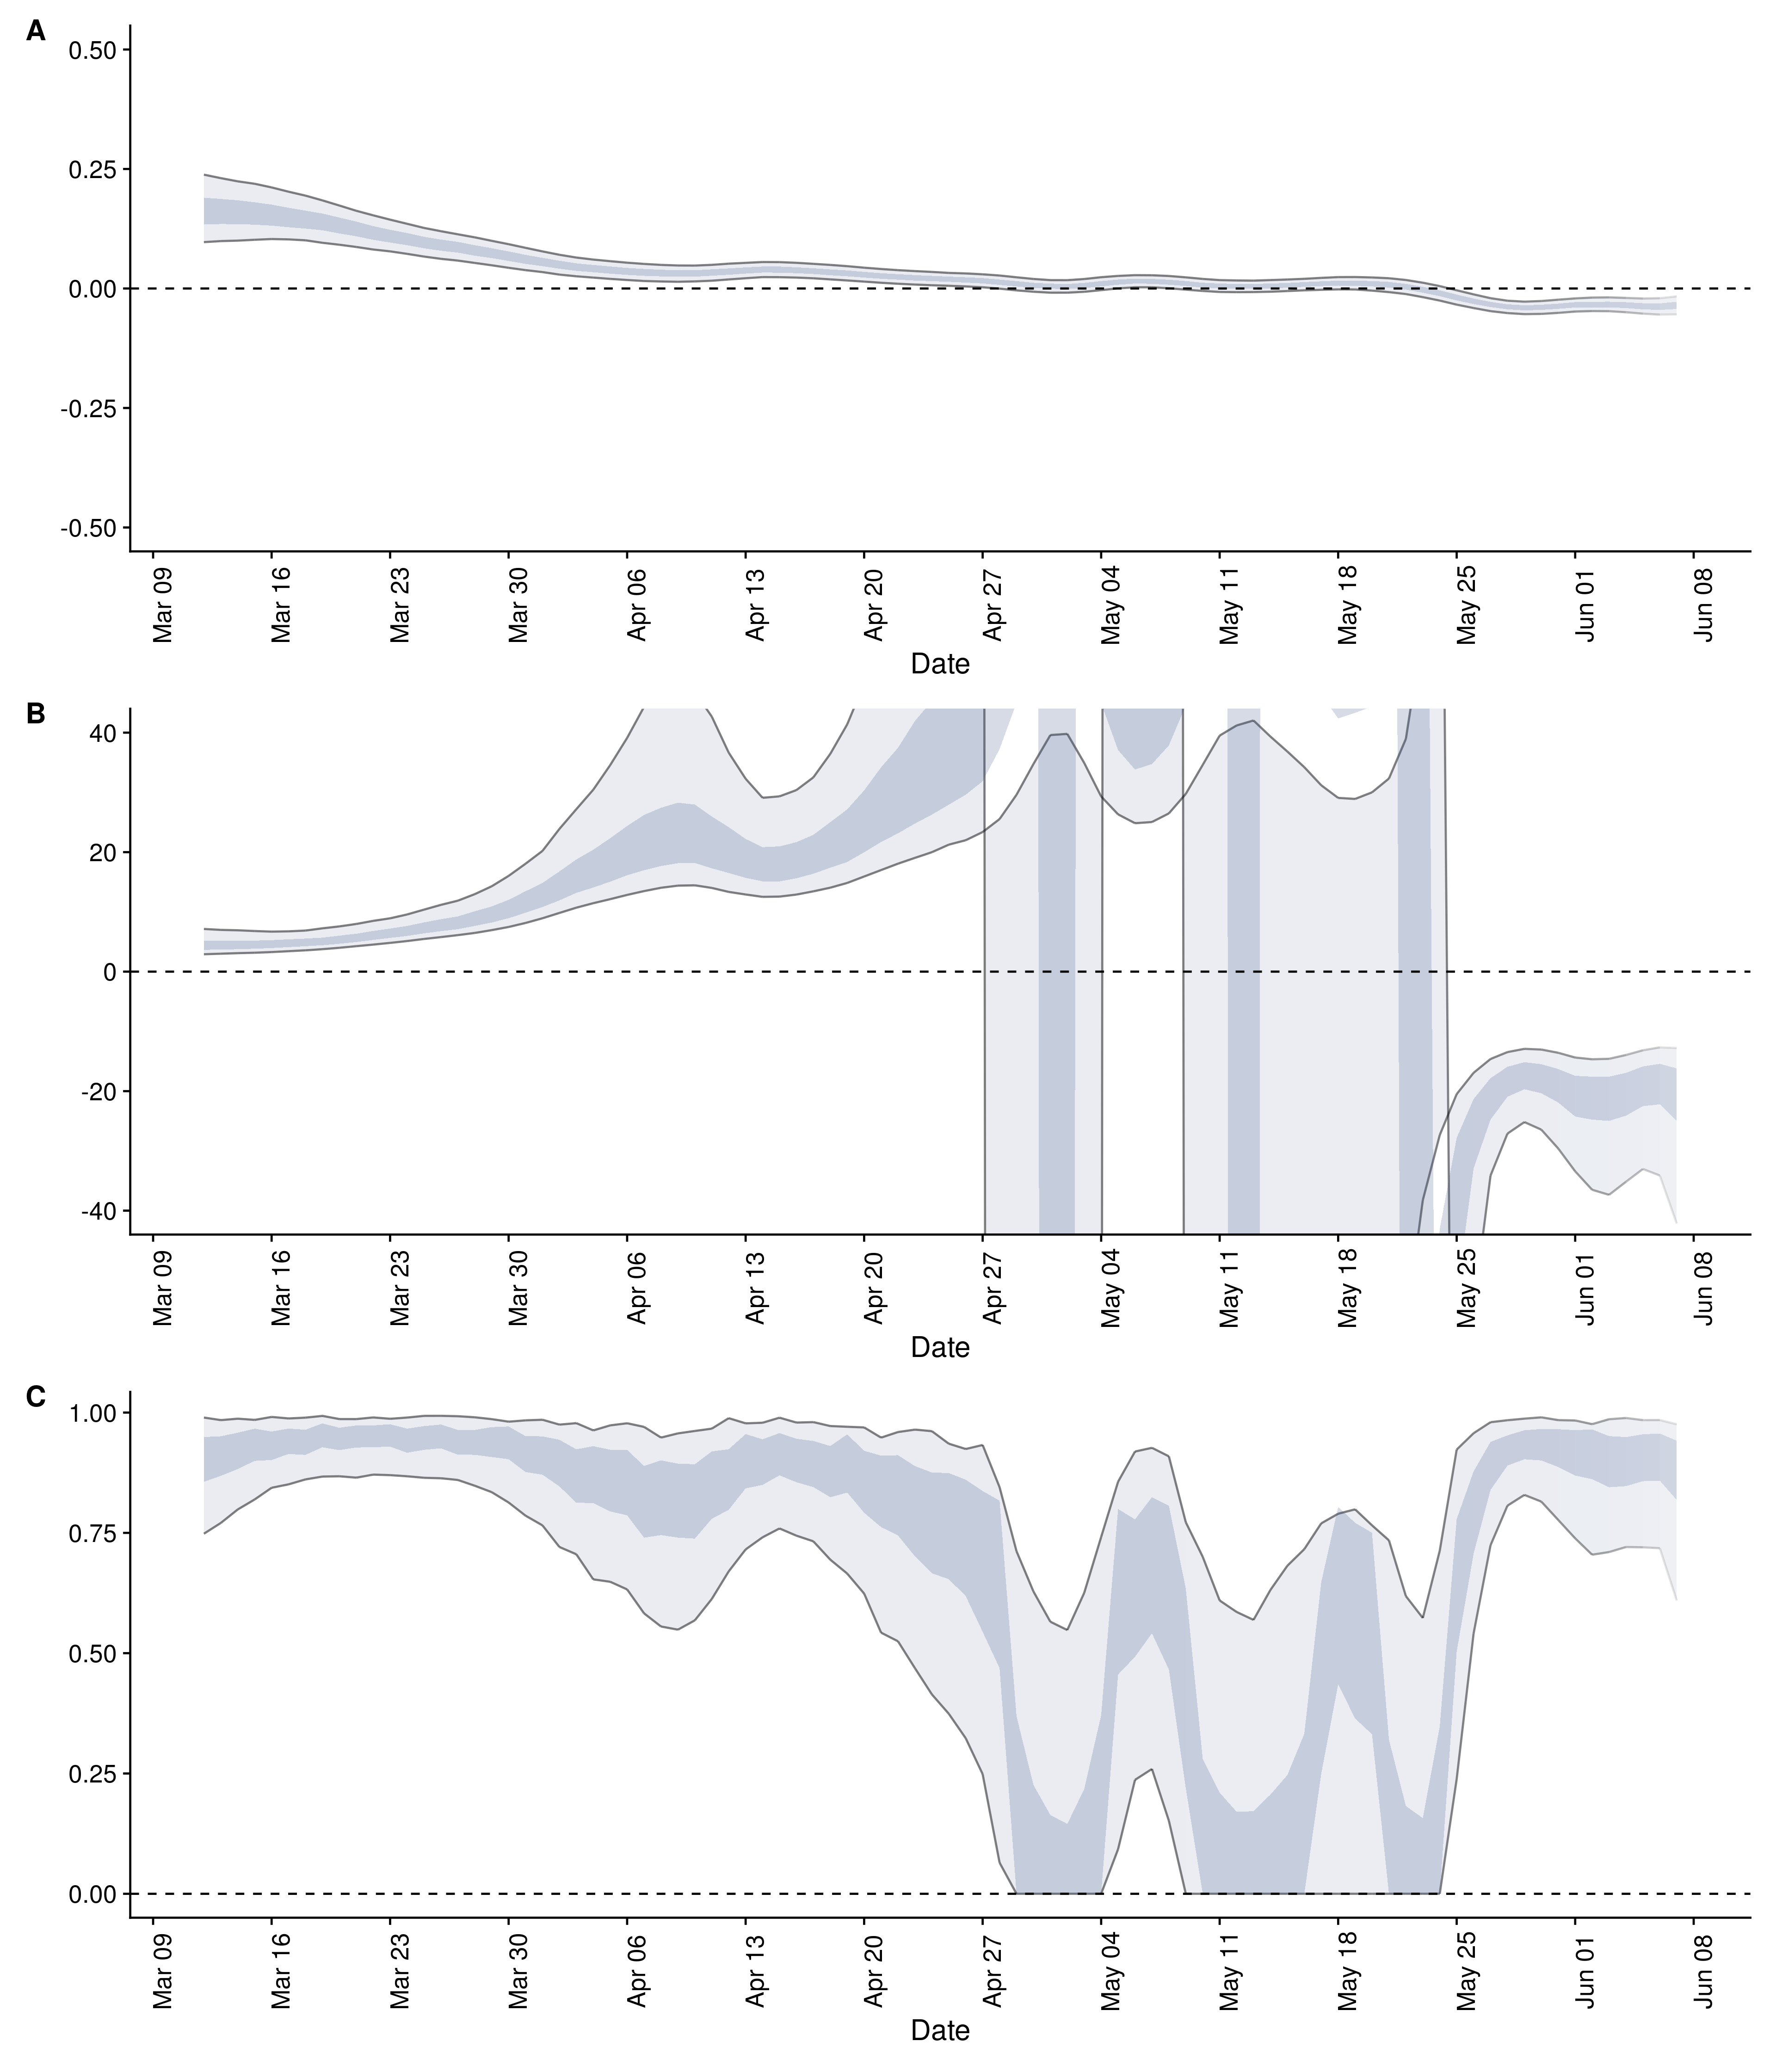 A
0.50
0.25
0.00
-0.25
-0.50
Mar 09
Mar 16
Mar 23
Mar 30
Apr 06
Apr 13
Apr 20
Apr 27
May 04
May 11
May 18
May 25
Jun 01
Jun 08
Date
B
40
20
0
-20
-40
Mar 09
Mar 16
Mar 23
Mar 30
Apr 06
Apr 13
Apr 20
Apr 27
May 04
May 11
May 18
May 25
Jun 01
Jun 08
Date
C
1.00
0.75
0.50
0.25
0.00
Mar 09
Mar 16
Mar 23
Mar 30
Apr 06
Apr 13
Apr 20
Apr 27
May 04
May 11
May 18
May 25
Jun 01
Jun 08
Date